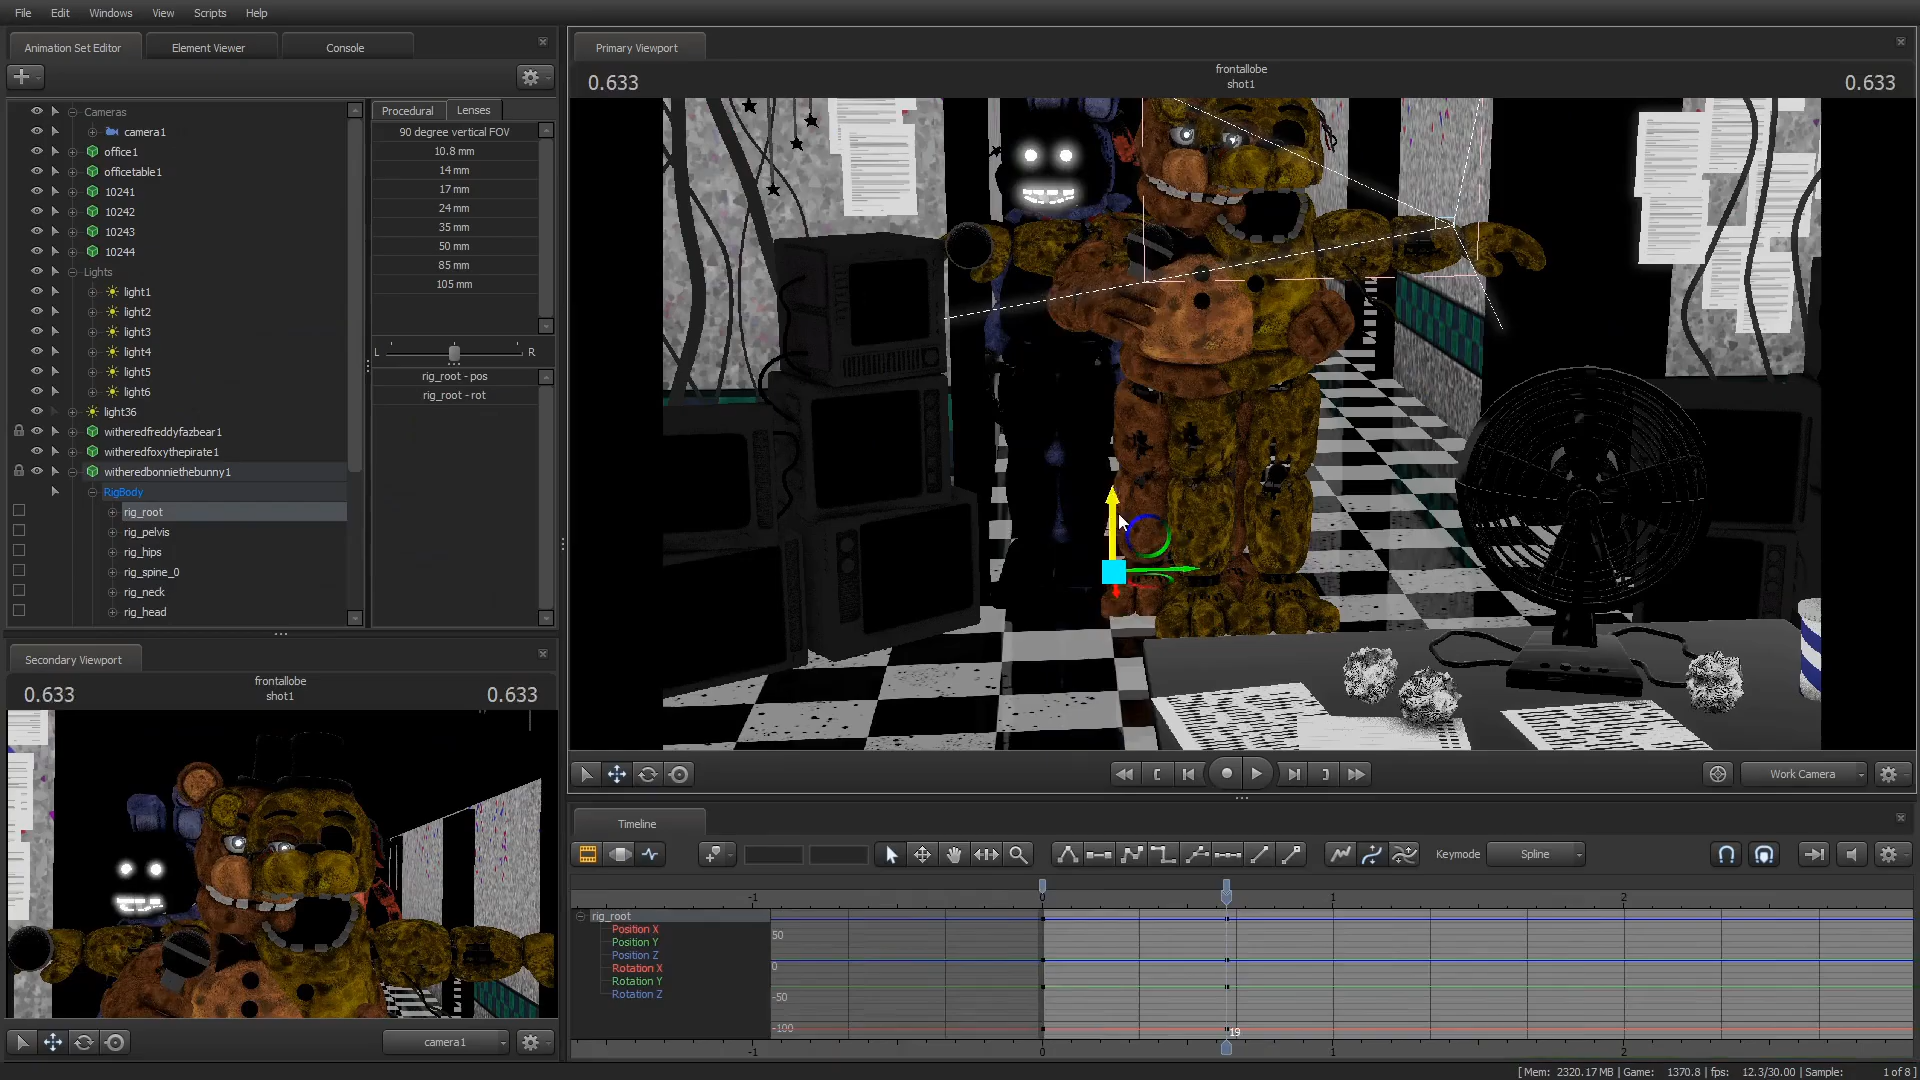 File Edit Windows View Scripts Help
Animation Set Editor Element Viewer Console
Cameras
camera1
office1
officetable1
10241
10242
10243
10244
Lights
light1
light2
light3
light4
light5
light6
light36
witheredfreddyfazbear1
witheredfoxythepirate1
witheredbonniethebunny1
RigBody
rig_root
rig_pelvis
rig_hips
rig_spine_0
rig_neck
rig_head
Procedural Lenses
90 degree vertical FOV
10.8 mm
14 mm
17 mm
24 mm
35 mm
50 mm
85 mm
105 mm
L R
rig_root - pos
rig_root - rot
Primary Viewport
0.633 frontallobe 0.633
shot1
Work Camera
Secondary Viewport
0.633 frontallobe 0.633
shot1
camera1
Timeline
Keymode Spline
-1 0 1 2
rig_root
Position X
Position Y
Position Z
Rotation X
Rotation Y
Rotation Z
50
0
-50
-100
19
-1 0 1 2
[ Mem: 2320.17 MB | Game: 1370.8 | fps: 12.3/30.00 | Sample: 1 of 8 ]